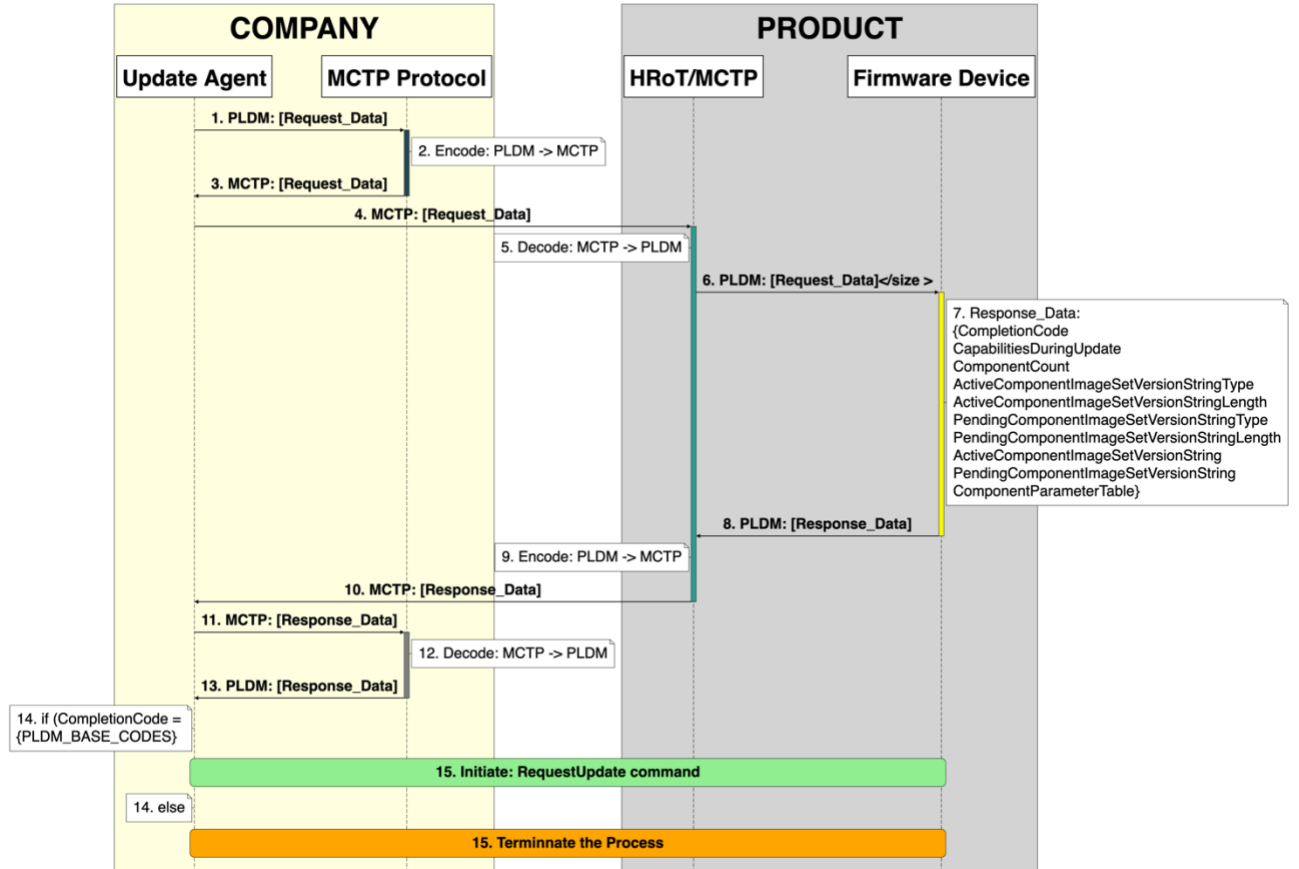 COMPANY
PRODUCT
Update Agent
MCTP Protocol
HRoT/MCTP
Firmware Device
1. PLDM: [Request_Data]
2. Encode: PLDM -> MCTP
3. MCTP: [Request_Data]
4. MCTP: [Request_Data]
5. Decode: MCTP -> PLDM
6. PLDM: [Request_Data]</size >
7. Response_Data:
{CompletionCode
CapabilitiesDuringUpdate
ComponentCount
ActiveComponentImageSetVersionStringType
ActiveComponentImageSetVersionStringLength
PendingComponentImageSetVersionStringType
PendingComponentImageSetVersionStringLength
ActiveComponentImageSetVersionString
PendingComponentImageSetVersionString
ComponentParameterTable}
8. PLDM: [Response_Data]
9. Encode: PLDM -> MCTP
10. MCTP: [Response_Data]
11. MCTP: [Response_Data]
12. Decode: MCTP -> PLDM
13. PLDM: [Response_Data]
14. if (CompletionCode =
{PLDM_BASE_CODES}
15. Initiate: RequestUpdate command
14. else
15. Terminnate the Process